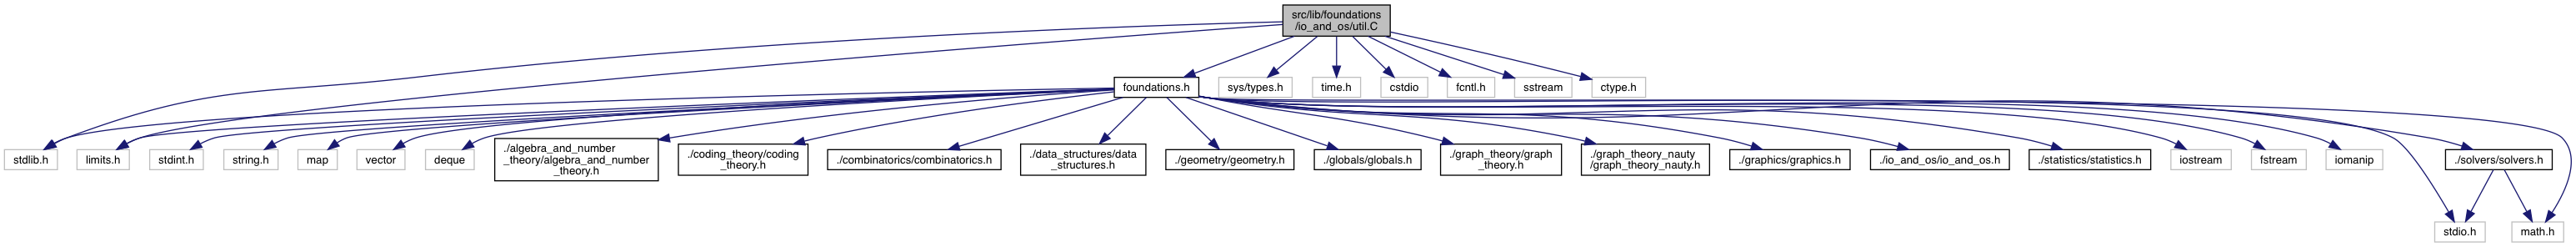 src/lib/foundations
/io_and_os/util.C
foundations.h
sys/types.h
time.h
cstdio
fcntl.h
sstream
ctype.h
stdlib.h
limits.h
stdint.h
string.h
map
vector
deque
./algebra_and_number
_theory/algebra_and_number
_theory.h
./coding_theory/coding
_theory.h
./combinatorics/combinatorics.h
./data_structures/data
_structures.h
./geometry/geometry.h
./globals/globals.h
./graph_theory/graph
_theory.h
./graph_theory_nauty
/graph_theory_nauty.h
./graphics/graphics.h
./io_and_os/io_and_os.h
./statistics/statistics.h
iostream
fstream
iomanip
./solvers/solvers.h
stdio.h
math.h